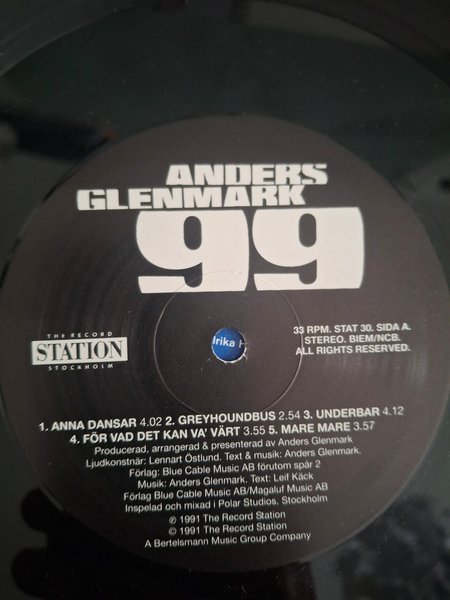 ANDERS
GLENMARK
99
THE RECORD
STATION
STOCKHOLM
33 RPM. STAT 30. SIDA A.
STEREO. BIEM/NCB.
ALL RIGHTS RESERVED.
1. ANNA DANSAR 4.02 2. GREYHOUNDBUS 2.54 3. UNDERBAR 4.12
4. FÖR VAD DET KAN VA' VÄRT 3.55 5. MARE MARE 3.57
Producerad, arrangerad & presenterad av Anders Glenmark
Ljudkonstnär: Lennart Östlund. Text & musik: Anders Glenmark.
Förlag: Blue Cable Music AB förutom spår 2
Musik: Anders Glenmark. Text: Leif Käck
Förlag Blue Cable Music AB/Magaluf Music AB
Inspelad och mixad i Polar Studios. Stockholm
℗ 1991 The Record Station
© 1991 The Record Station
A Bertelsmann Music Group Company